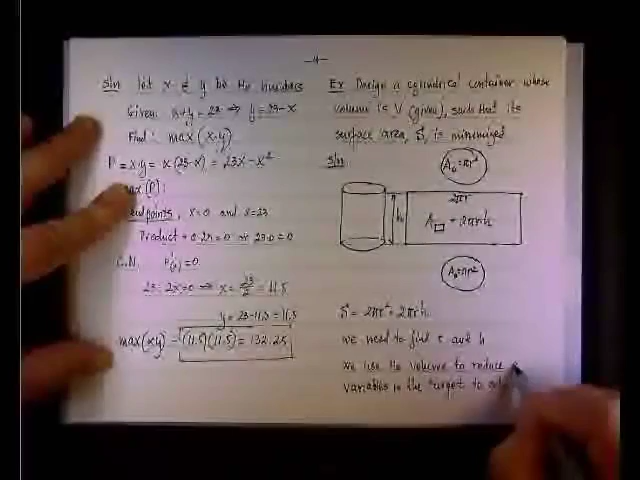 -4-
Sln let x & y be the numbers
Given: x+y = 23 ⇒ y = 23-x
Find: max(x·y)
P = x·y = x(23-x) = 23x - x²
max(P):
endpoints, x=0 and x=23
Product = 0·23=0 or 23·0=0
C.N. P'(x)=0
23-2x=0 → x = 23/2 = 11.5
y = 23-11.5 = 11.5
max(xy) = (11.5)(11.5) = 132.25
Ex Design a cylindrical container whose
volume is V (given), such that its
surface area, S, is minimized
Sln
A₀=πr²
2πr
h
A□ = 2πrh
A₀=πr²
S = 2πr² + 2πrh
we need to find r and h
we use the volume to reduce
variables in the target to